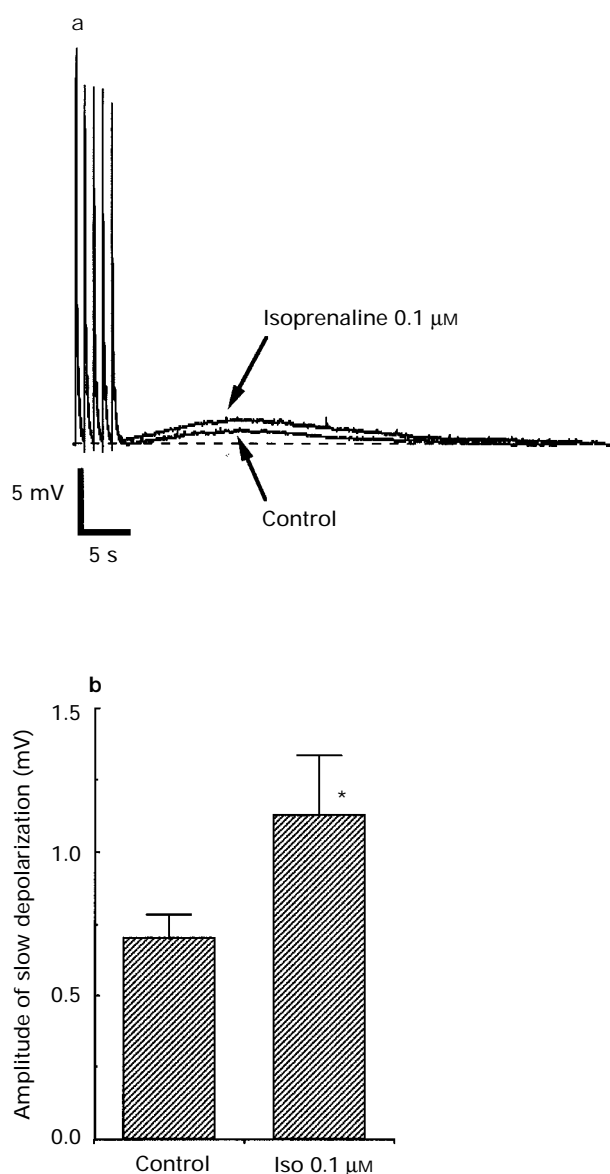 a
Isoprenaline 0.1 μM
Control
5 mV
5 s
b
Amplitude of slow depolarization (mV)
1.5
1.0
0.5
0.0
*
Control
Iso 0.1 μM